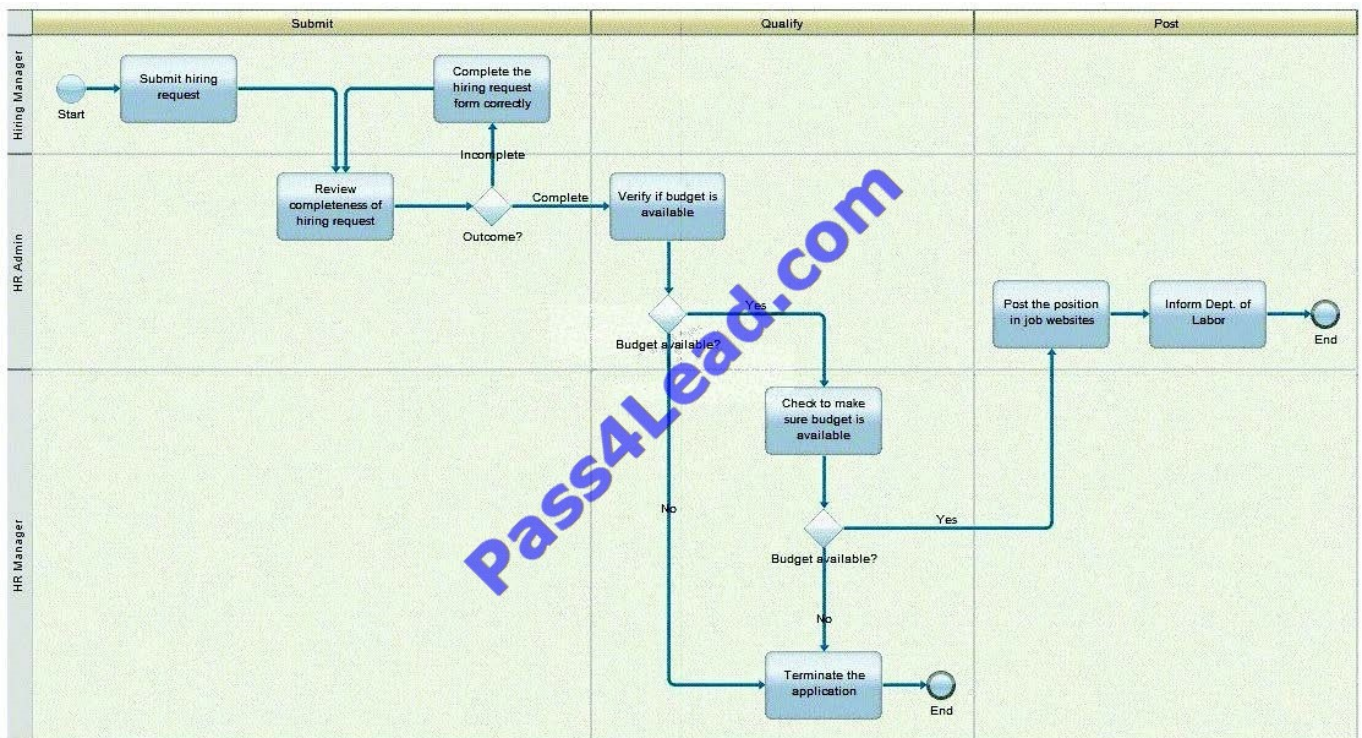 Submit
Qualify
Post
Hiring Manager
Start
Submit hiring
request
Complete the
hiring request
form correctly
Incomplete
HR Admin
Review
completeness of
hiring request
Outcome?
Complete
Verify if budget is
available
Budget available?
Yes
Post the position
in job websites
Inform Dept. of
Labor
End
HR Manager
Check to make
sure budget is
available
No
Budget available?
Yes
No
Terminate the
application
End
Pass4Lead.com